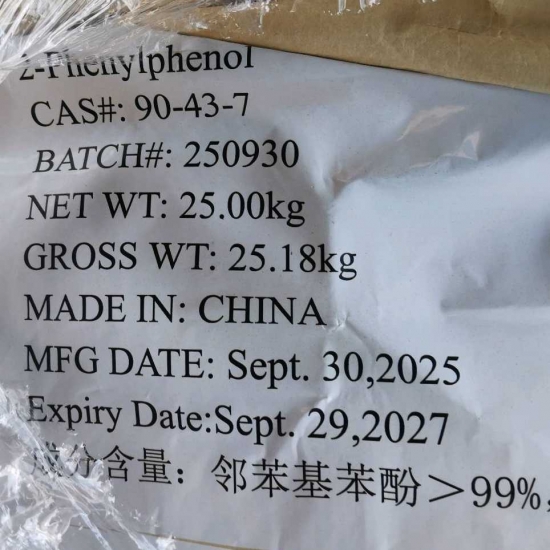 2-Phenylphenol
CAS#: 90-43-7
BATCH#: 250930
NET WT: 25.00kg
GROSS WT: 25.18kg
MADE IN: CHINA
MFG DATE: Sept. 30,2025
Expiry Date:Sept. 29,2027
成分含量：邻苯基苯酚＞99%,